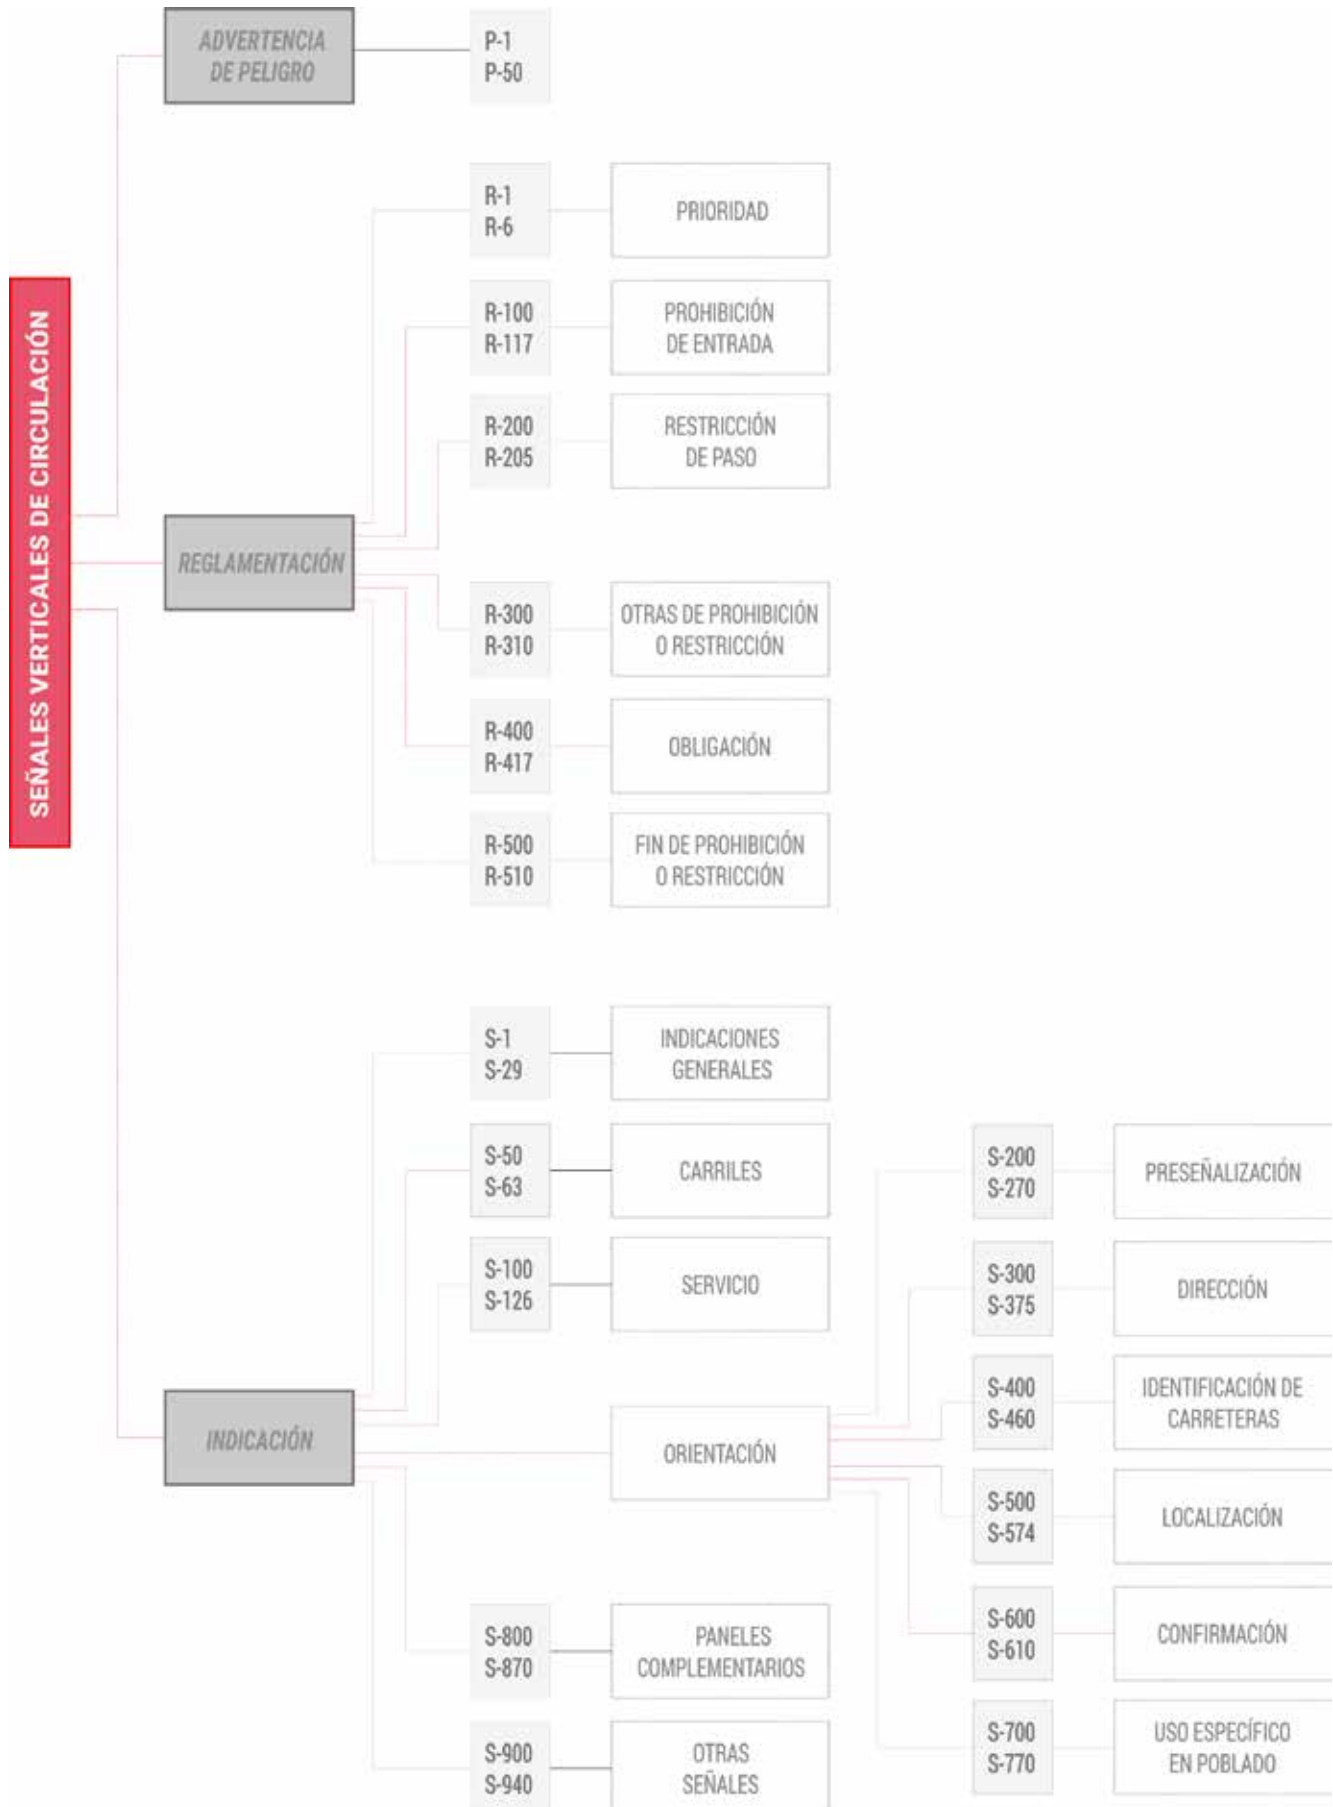 SEÑALES VERTICALES DE CIRCULACIÓN
ADVERTENCIA
DE PELIGRO
P-1
P-50
REGLAMENTACIÓN
R-1
R-6
PRIORIDAD
R-100
R-117
PROHIBICIÓN
DE ENTRADA
R-200
R-205
RESTRICCIÓN
DE PASO
R-300
R-310
OTRAS DE PROHIBICIÓN
O RESTRICCIÓN
R-400
R-417
OBLIGACIÓN
R-500
R-510
FIN DE PROHIBICIÓN
O RESTRICCIÓN
INDICACIÓN
S-1
S-29
INDICACIONES
GENERALES
S-50
S-63
CARRILES
S-100
S-126
SERVICIO
ORIENTACIÓN
S-200
S-270
PRESEÑALIZACIÓN
S-300
S-375
DIRECCIÓN
S-400
S-460
IDENTIFICACIÓN DE
CARRETERAS
S-500
S-574
LOCALIZACIÓN
S-600
S-610
CONFIRMACIÓN
S-700
S-770
USO ESPECÍFICO
EN POBLADO
S-800
S-870
PANELES
COMPLEMENTARIOS
S-900
S-940
OTRAS
SEÑALES